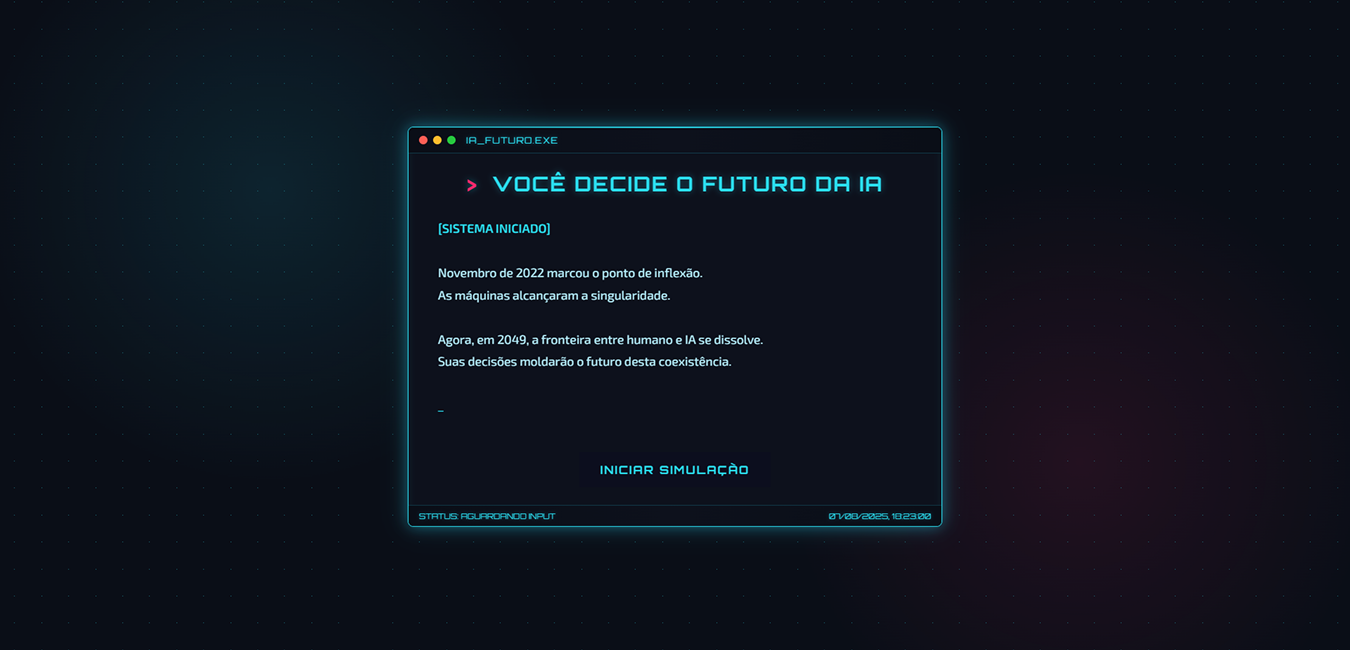 IA_FUTURO.EXE
> VOCÊ DECIDE O FUTURO DA IA
[SISTEMA INICIADO]
Novembro de 2022 marcou o ponto de inflexão.
As máquinas alcançaram a singularidade.
Agora, em 2049, a fronteira entre humano e IA se dissolve.
Suas decisões moldarão o futuro desta coexistência.
_
INICIAR SIMULAÇÃO
STATUS: AGUARDANDO INPUT
07/08/2025, 18:23:00